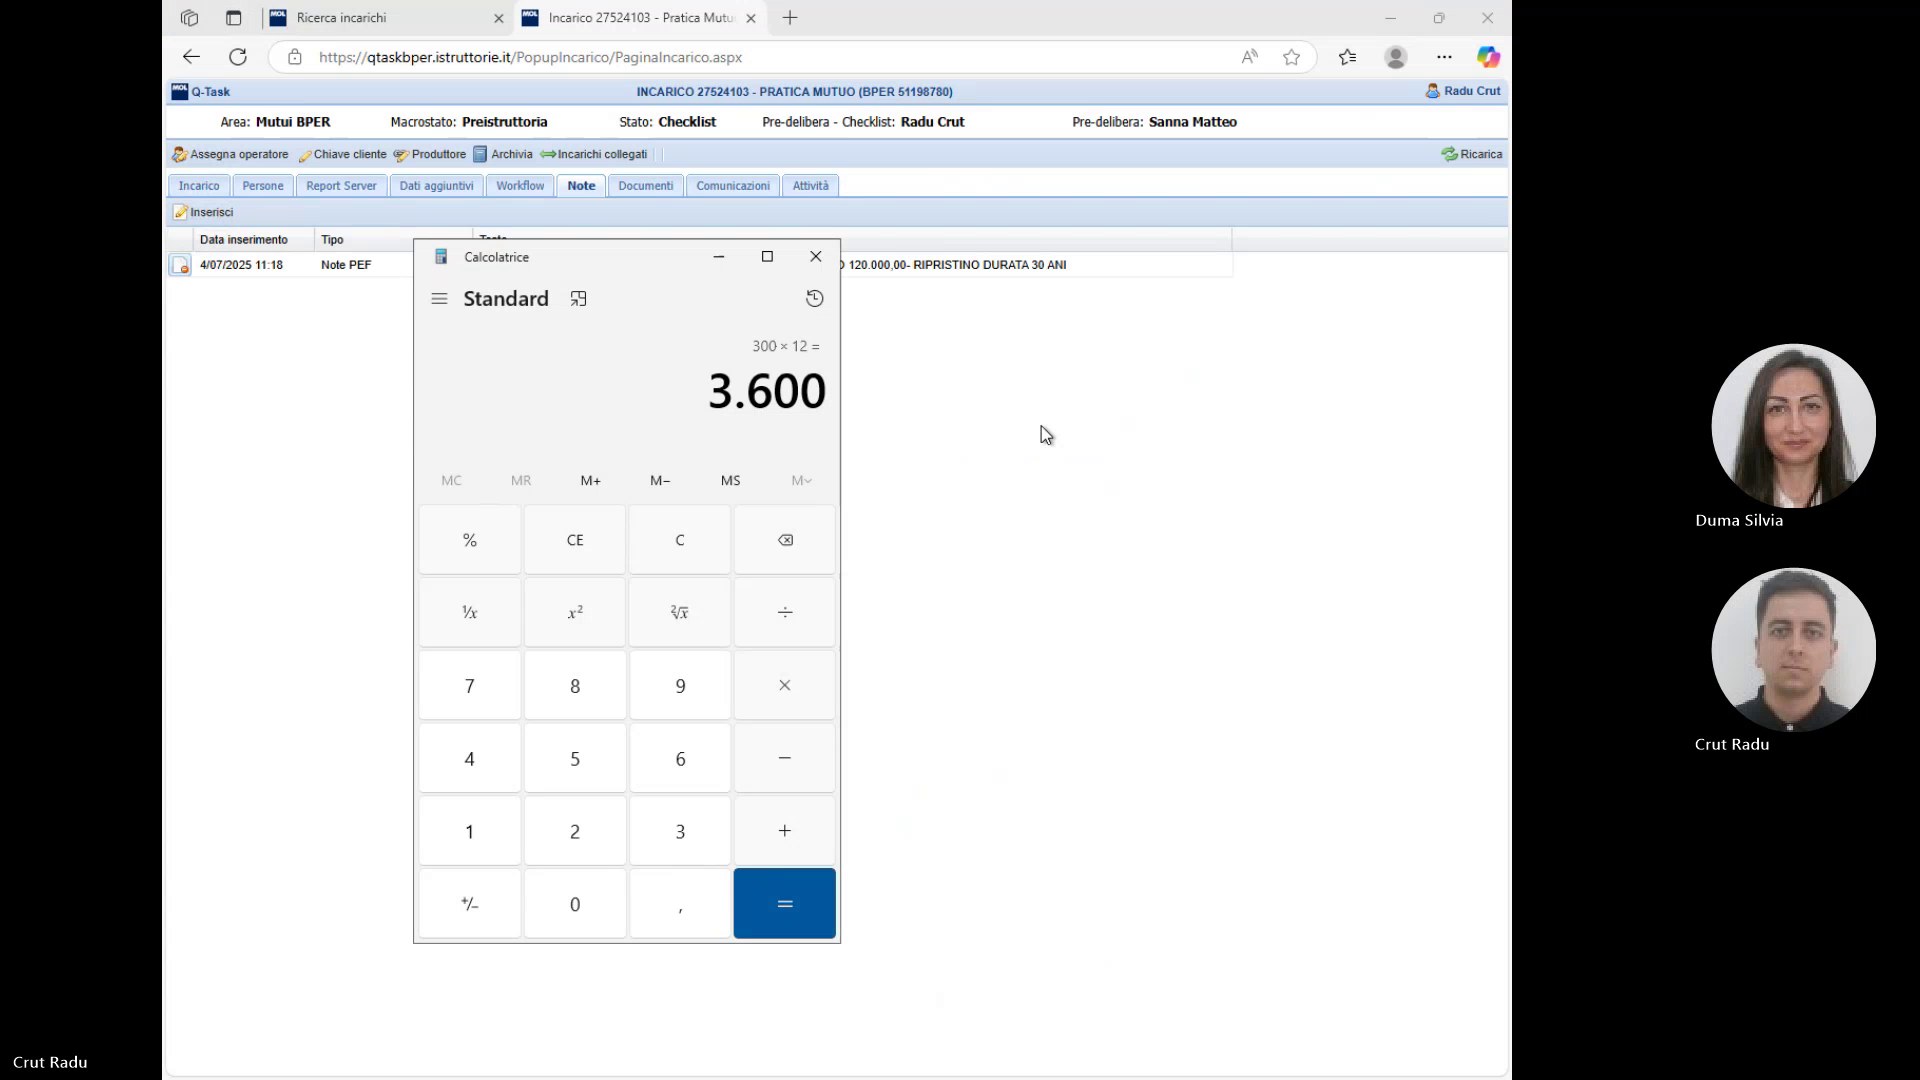 Ricerca incarichi
Incarico 27524103 - Pratica Mutu
https://qtaskbper.istruttorie.it/PopupIncarico/PaginaIncarico.aspx
MOL Q-Task
INCARICO 27524103 - PRATICA MUTUO (BPER 51198780)
Radu Crut
Area: Mutui BPER
Macrostato: Preistruttoria
Stato: Checklist
Pre-delibera - Checklist: Radu Crut
Pre-delibera: Sanna Matteo
Assegna operatore
Chiave cliente
Produttore
Archivia
Incarichi collegati
Ricarica
Incarico
Persone
Report Server
Dati aggiuntivi
Workflow
Note
Documenti
Comunicazioni
Attività
Inserisci
Data inserimento
Tipo
4/07/2025 11:18
Note PEF
120.000,00- RIPRISTINO DURATA 30 ANI
Calcolatrice
Standard
300 × 12 =
3.600
MC MR M+ M− MS M
% CE C
1/x x² ²√x ÷
7 8 9 ×
4 5 6 −
1 2 3 +
+/− 0 , =
Duma Silvia
Crut Radu
Crut Radu